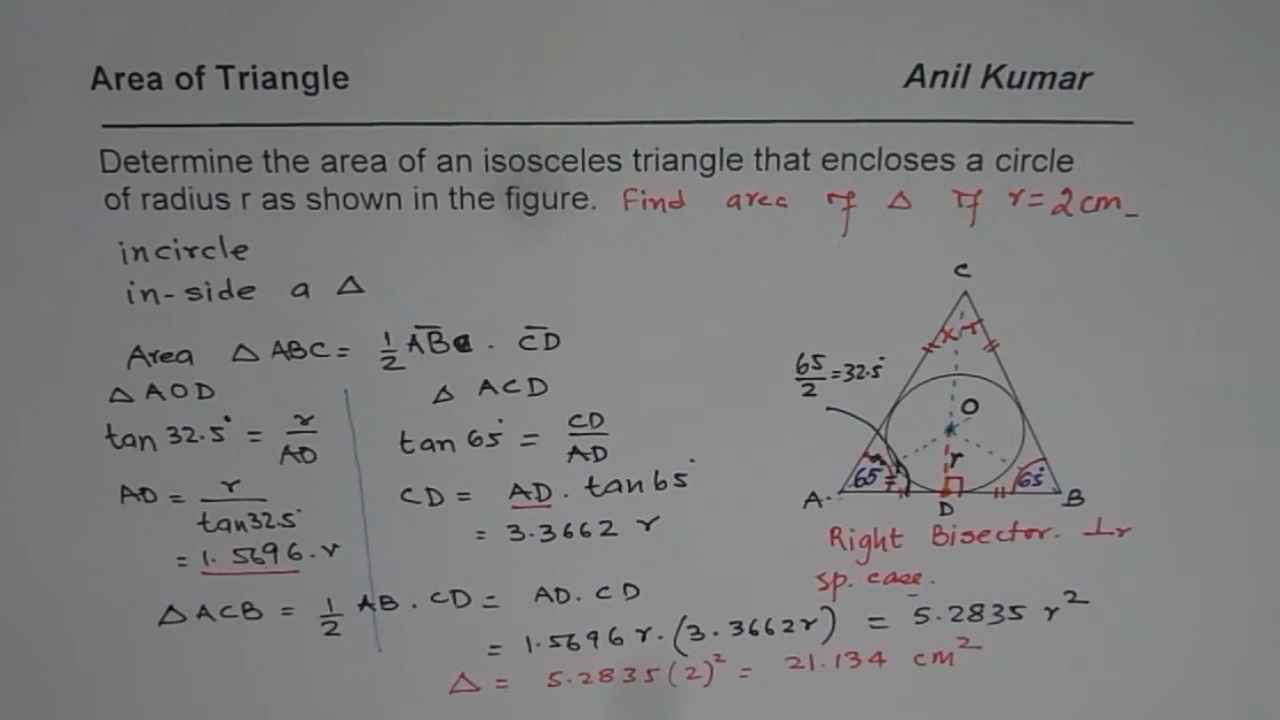 Area of Triangle
Anil Kumar
Determine the area of an isosceles triangle that encloses a circle
of radius r as shown in the figure. Find area of Δ If r = 2cm
incircle
in-side a Δ
Area Δ ABC = 1/2 AB̅ . CD̅
Δ AOD
tan 32.5° = r/AD
AD = r/tan 32.5°
= 1.5696.r
Δ ACD
tan 65° = CD/AD
CD = AD . tan 65°
= 3.3662 r
Δ ACB = 1/2 AB . CD = AD . CD
= 1.5696 r . (3.3662r) = 5.2835 r²
Δ = 5.2835 (2)² = 21.134 cm²
C
65/2 = 32.5°
O
r
65°
65°
A
D
B
Right Bisector. ⊥r
sp. case.